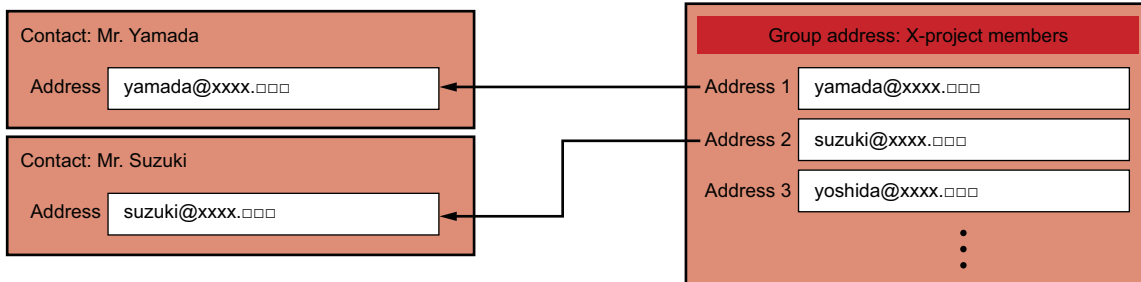 Contact: Mr. Yamada
Address yamada@xxxx.□□□
Contact: Mr. Suzuki
Address suzuki@xxxx.□□□
Group address: X-project members
Address 1 yamada@xxxx.□□□
Address 2 suzuki@xxxx.□□□
Address 3 yoshida@xxxx.□□□